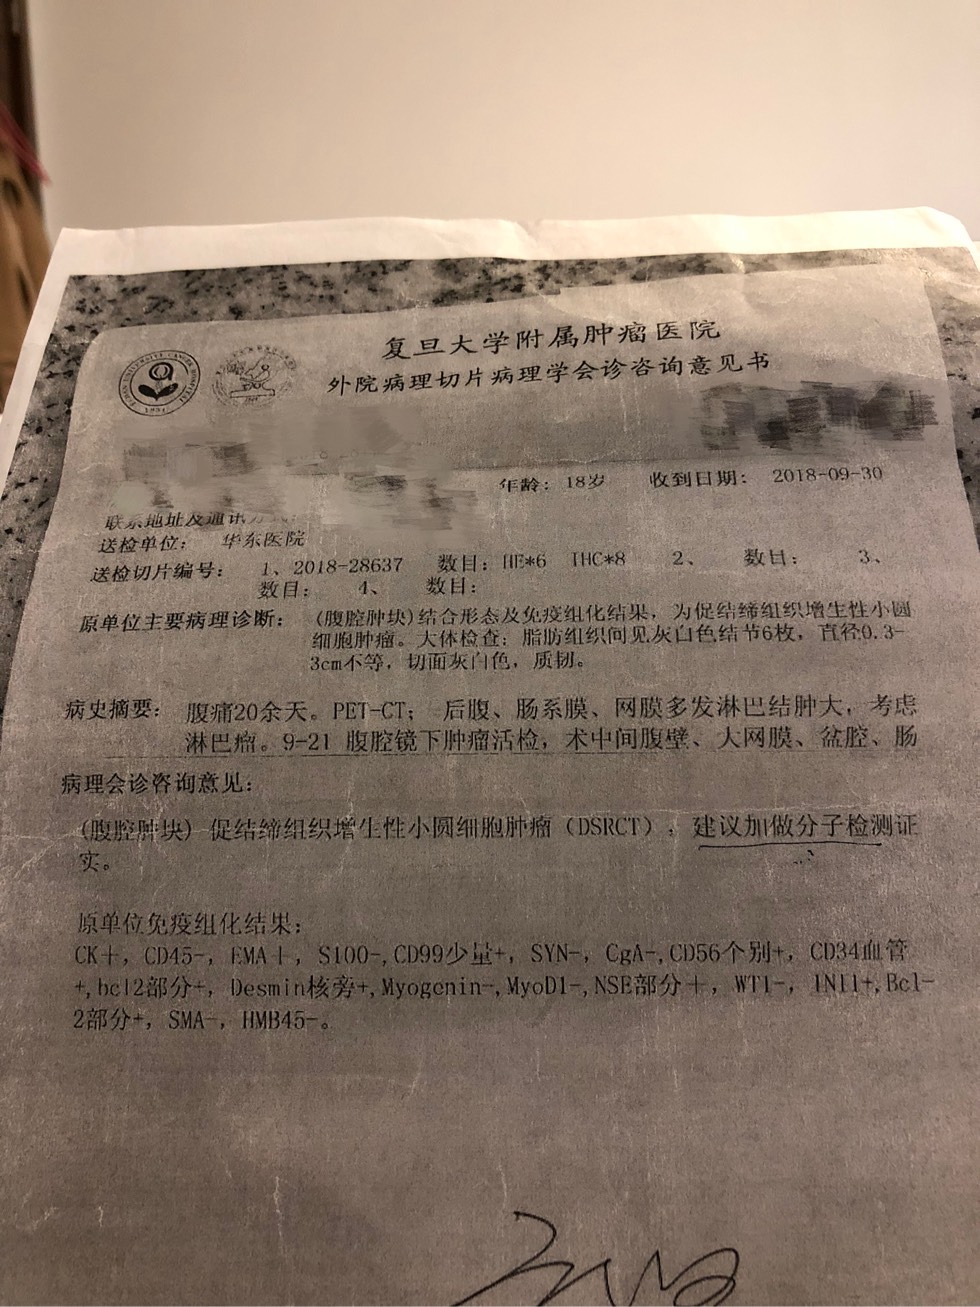 复旦大学附属肿瘤医院
外院病理切片病理学会诊咨询意见书
年龄： 18岁 收到日期： 2018-09-30
联系地址及通讯方式：
送检单位： 华东医院
送检切片编号： 1、2018-28637 数目：HE*6 IHC*8 2、 数目： 3、
数目： 4、 数目：
原单位主要病理诊断： (腹腔肿块)结合形态及免疫组化结果，为促结缔组织增生性小圆
细胞肿瘤。大体检查：脂肪组织间见灰白色结节6枚，直径0.3-
3cm不等，切面灰白色，质韧。
病史摘要： 腹痛20余天。PET-CT； 后腹、肠系膜、网膜多发淋巴结肿大，考虑
淋巴瘤。9-21 腹腔镜下肿瘤活检，术中间腹壁、大网膜、盆腔、肠
病理会诊咨询意见：
(腹腔肿块) 促结缔组织增生性小圆细胞肿瘤（DSRCT），建议加做分子检测证
实。
原单位免疫组化结果：
CK+，CD45-，EMA+，S100-,CD99少量+，SYN-，CgA-,CD56个别+，CD34血管
+,bcl2部分+，Desmin核旁+,Myogenin-,MyoD1-,NSE部分+，WT1-，INI1+,Bcl-
2部分+，SMA-，HMB45-。